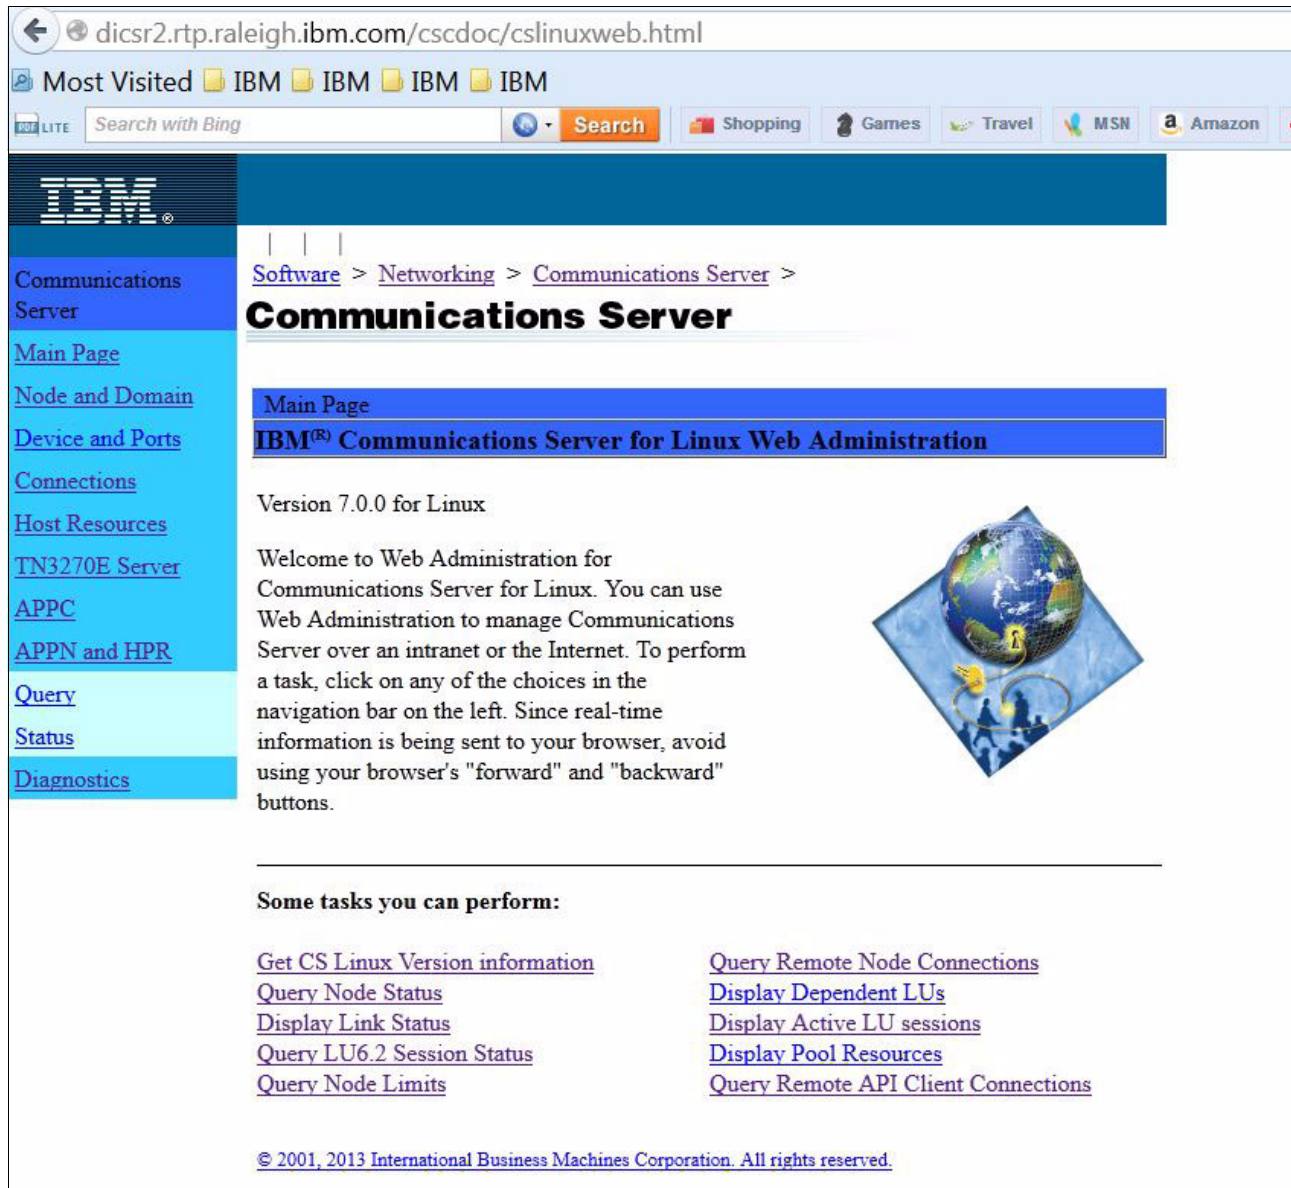 dicsr2.rtp.raleigh.ibm.com/cscdoc/cslinuxweb.html
Most Visited IBM IBM IBM IBM
PDF LITE Search with Bing Search Shopping Games Travel MSN a Amazon
IBM®
Communications
Server
Main Page
Node and Domain
Device and Ports
Connections
Host Resources
TN3270E Server
APPC
APPN and HPR
Query
Status
Diagnostics
| | |
Software > Networking > Communications Server >
Communications Server
Main Page
IBM(R) Communications Server for Linux Web Administration
Version 7.0.0 for Linux
Welcome to Web Administration for
Communications Server for Linux. You can use
Web Administration to manage Communications
Server over an intranet or the Internet. To perform
a task, click on any of the choices in the
navigation bar on the left. Since real-time
information is being sent to your browser, avoid
using your browser's "forward" and "backward"
buttons.
Some tasks you can perform:
Get CS Linux Version information
Query Node Status
Display Link Status
Query LU6.2 Session Status
Query Node Limits
Query Remote Node Connections
Display Dependent LUs
Display Active LU sessions
Display Pool Resources
Query Remote API Client Connections
© 2001, 2013 International Business Machines Corporation. All rights reserved.